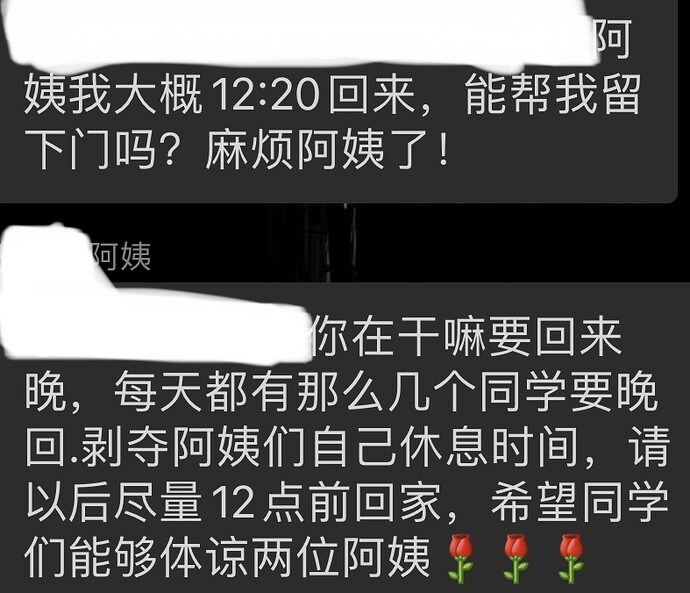 阿
姨我大概12:20回来，能帮我留
下门吗？麻烦阿姨了！
阿姨
你在干嘛要回来
晚，每天都有那么几个同学要晚
回.剥夺阿姨们自己休息时间，请
以后尽量12点前回家，希望同学
们能够体谅两位阿姨🌹🌹🌹